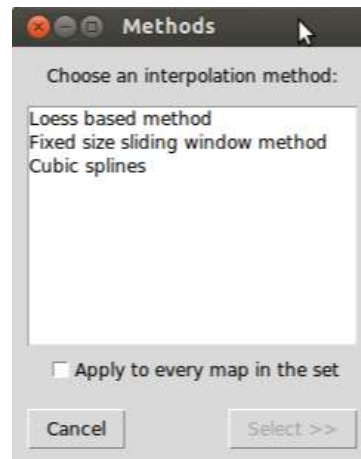 Methods
Choose an interpolation method:
Loess based method
Fixed size sliding window method
Cubic splines
Apply to every map in the set
Cancel
Select >>